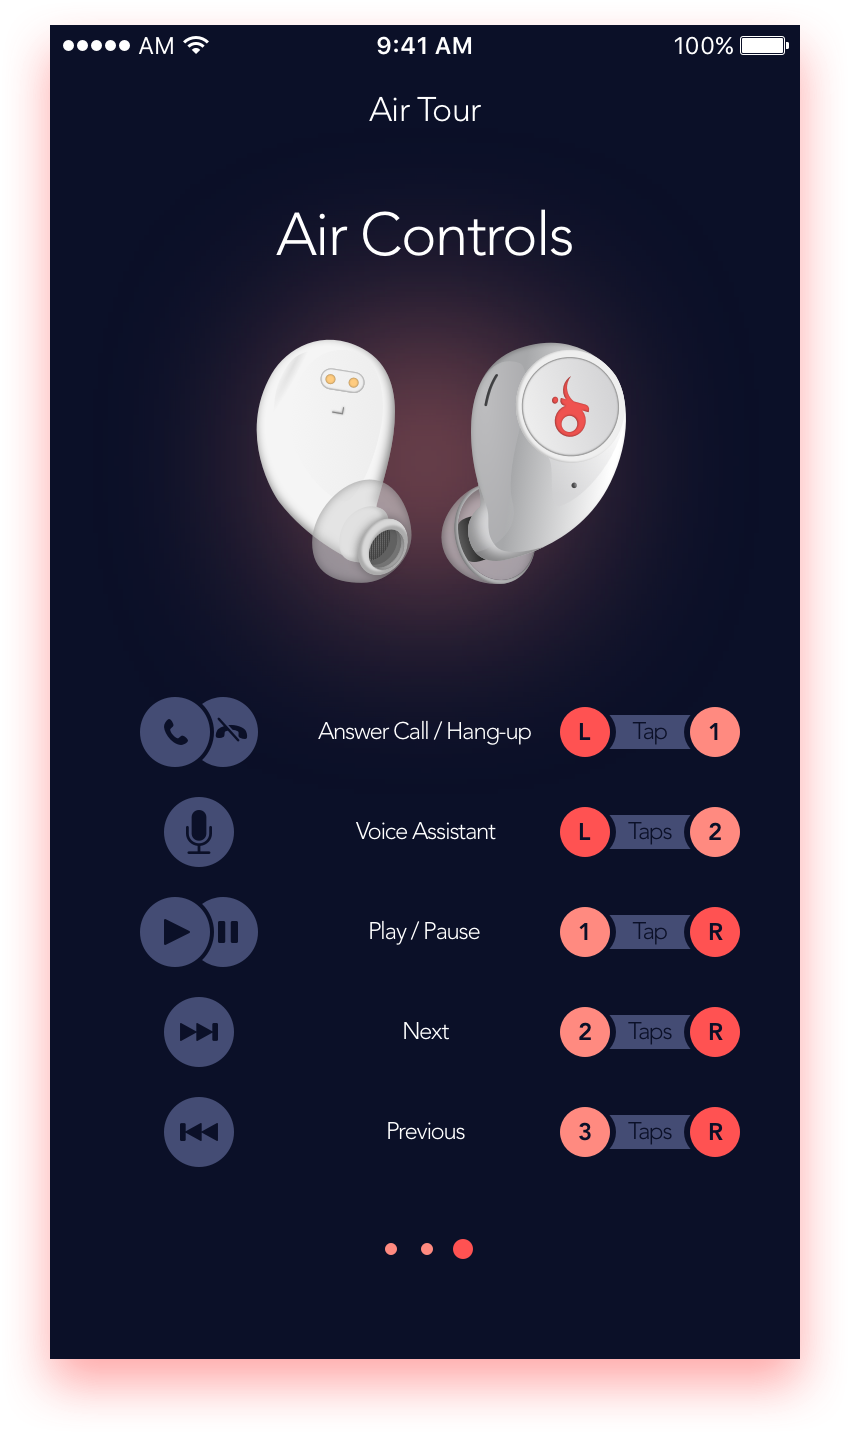 AM 9:41 AM 100%
Air Tour
Air Controls
L
Answer Call / Hang-up L Tap 1
Voice Assistant L Taps 2
Play / Pause 1 Tap R
Next 2 Taps R
Previous 3 Taps R